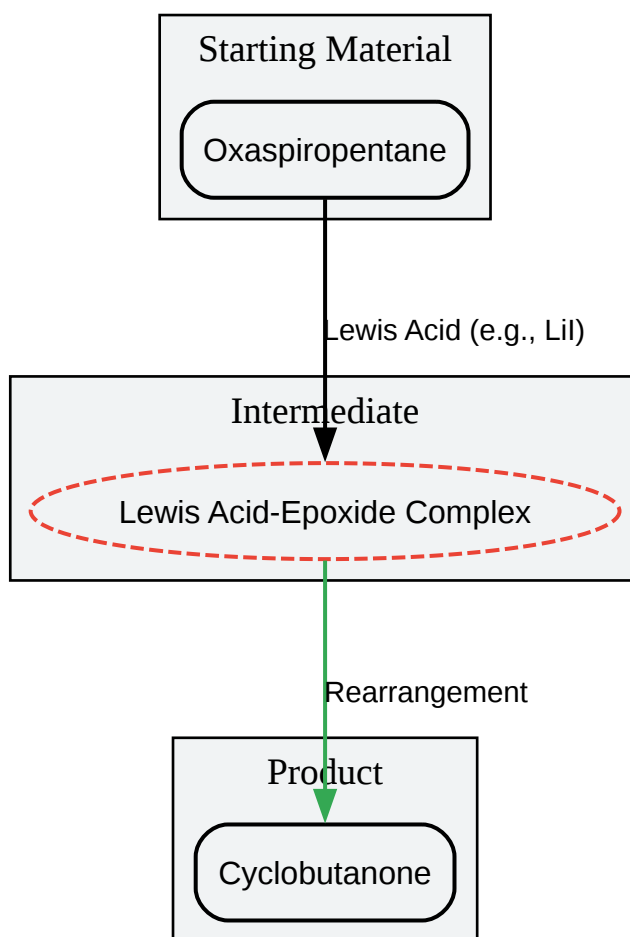 Starting Material
Oxaspiropentane
Lewis Acid (e.g., LiI)
Intermediate
Lewis Acid-Epoxide Complex
Rearrangement
Product
Cyclobutanone